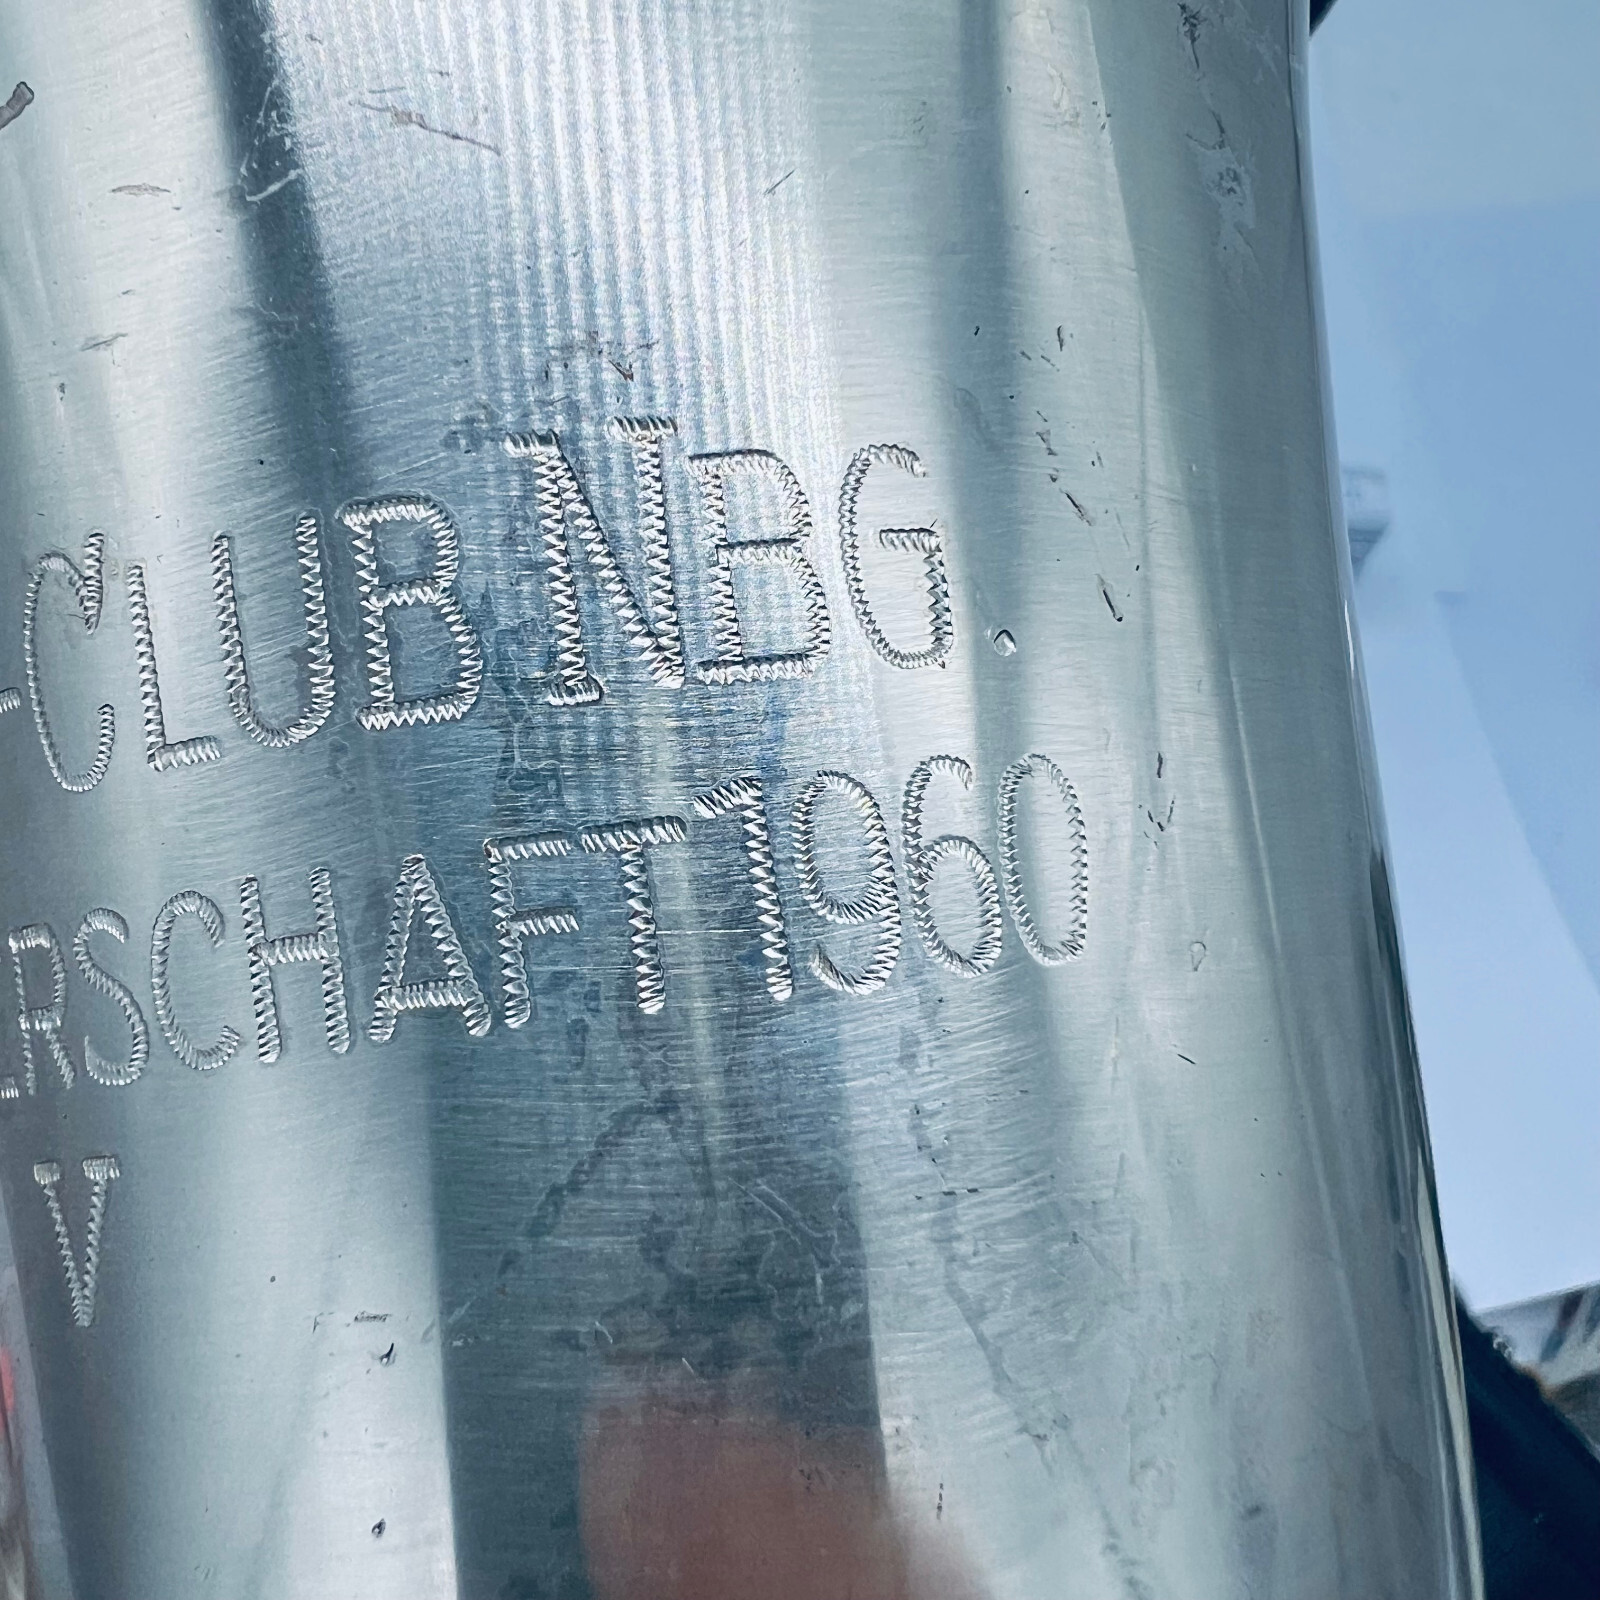 -CLUB NBG.
ERSCHAFT 1960
V